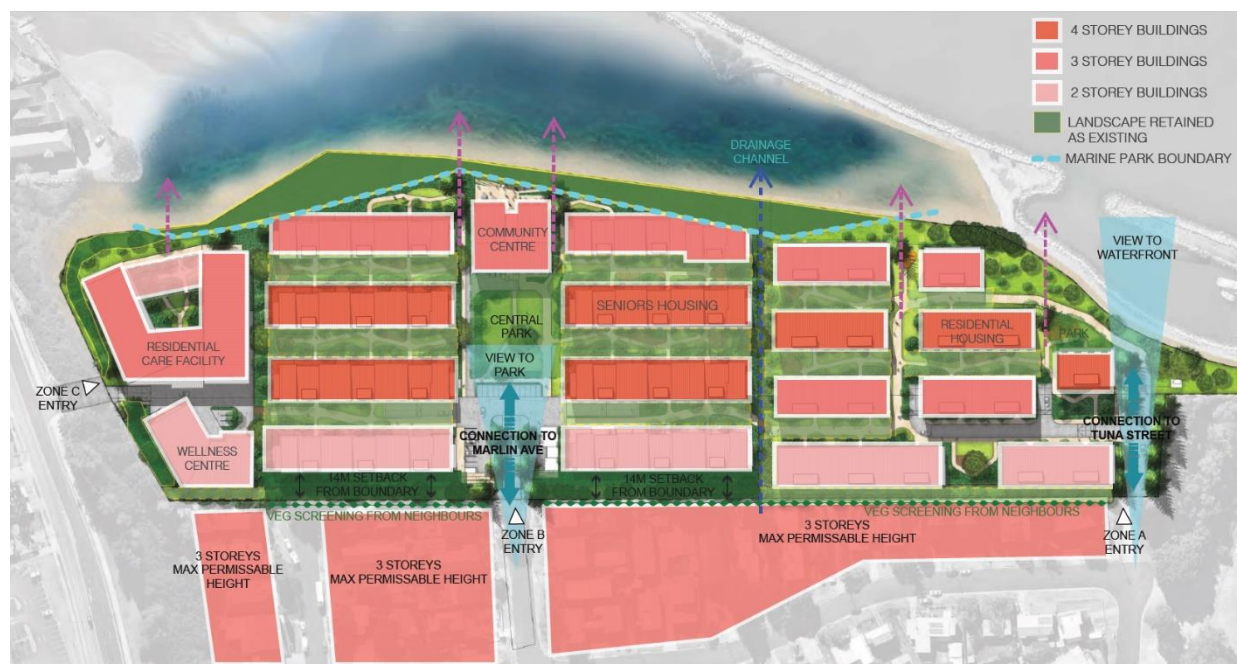 4 STOREY BUILDINGS
3 STOREY BUILDINGS
2 STOREY BUILDINGS
LANDSCAPE RETAINED
AS EXISTING
MARINE PARK BOUNDARY
DRAINAGE
CHANNEL
VIEW TO
WATERFRONT
COMMUNITY
CENTRE
SENIORS HOUSING
CENTRAL
PARK
RESIDENTIAL
HOUSING
PARK
RESIDENTIAL
CARE FACILITY
VIEW TO
PARK
ZONE C
ENTRY
CONNECTION TO
MARLIN AVE
CONNECTION TO
TUNA STREET
WELLNESS
CENTRE
14M SETBACK
FROM BOUNDARY
14M SETBACK
FROM BOUNDARY
VEG SCREENING FROM NEIGHBOURS
VEG SCREENING FROM NEIGHBOURS
ZONE B
ENTRY
3 STOREYS
MAX PERMISSABLE HEIGHT
ZONE A
ENTRY
3 STOREYS
MAX PERMISSABLE
HEIGHT
3 STOREYS
MAX PERMISSABLE HEIGHT